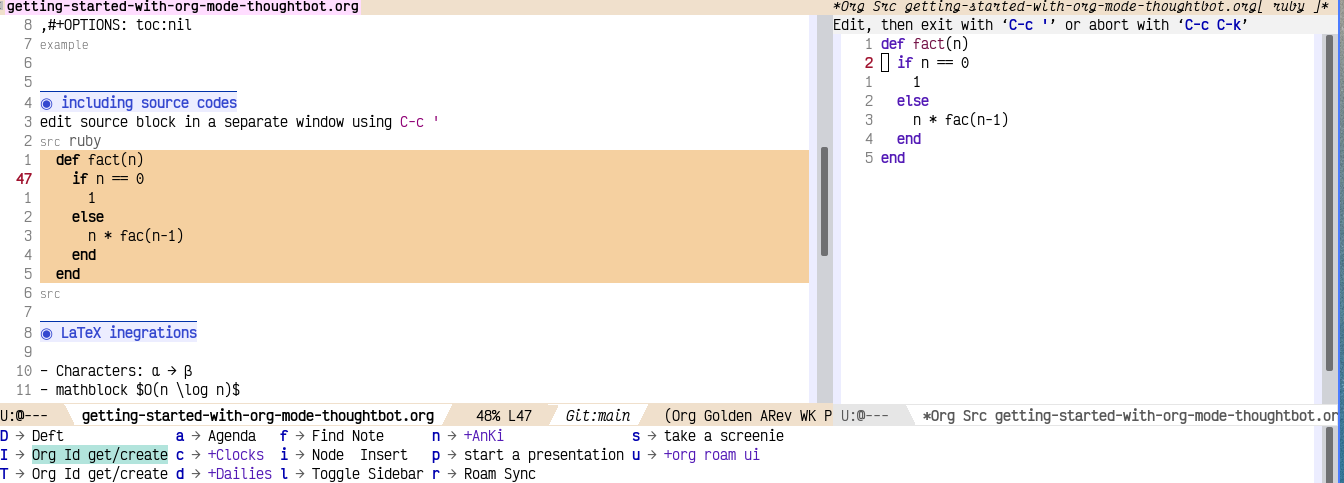 getting-started-with-org-mode-thoughtbot.org
8 ,#+OPTIONS: toc:nil
7 example
6
5
4 ◉ including source codes
3 edit source block in a separate window using C-c '
2 src ruby
1 def fact(n)
47 if n == 0
1 1
2 else
3 n * fac(n-1)
4 end
5 end
6 src
7
8 ◉ LaTeX inegrations
9
10 - Characters: α → β
11 - mathblock $O(n \log n)$
U:@--- getting-started-with-org-mode-thoughtbot.org 48% L47 Git:main (Org Golden ARev WK P
*Org Src getting-started-with-org-mode-thoughtbot.org[ ruby ]*
Edit, then exit with ‘C-c '’ or abort with ‘C-c C-k’
1 def fact(n)
2 if n == 0
1 1
2 else
3 n * fac(n-1)
4 end
5 end
U:@--- *Org Src getting-started-with-org-mode-thoughtbot.or
D → Deft a → Agenda f → Find Note n → +AnKi s → take a screenie
I → Org Id get/create c → +Clocks i → Node Insert p → start a presentation u → +org roam ui
T → Org Id get/create d → +Dailies l → Toggle Sidebar r → Roam Sync